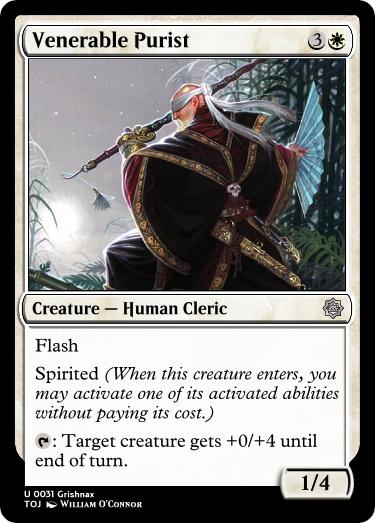 Venerable Purist 3
Creature — Human Cleric
Flash
Spirited (When this creature enters, you
may activate one of its activated abilities
without paying its cost.)
: Target creature gets +0/+4 until
end of turn.
1/4
U 0031 Grishnax
TOJ William O'Connor